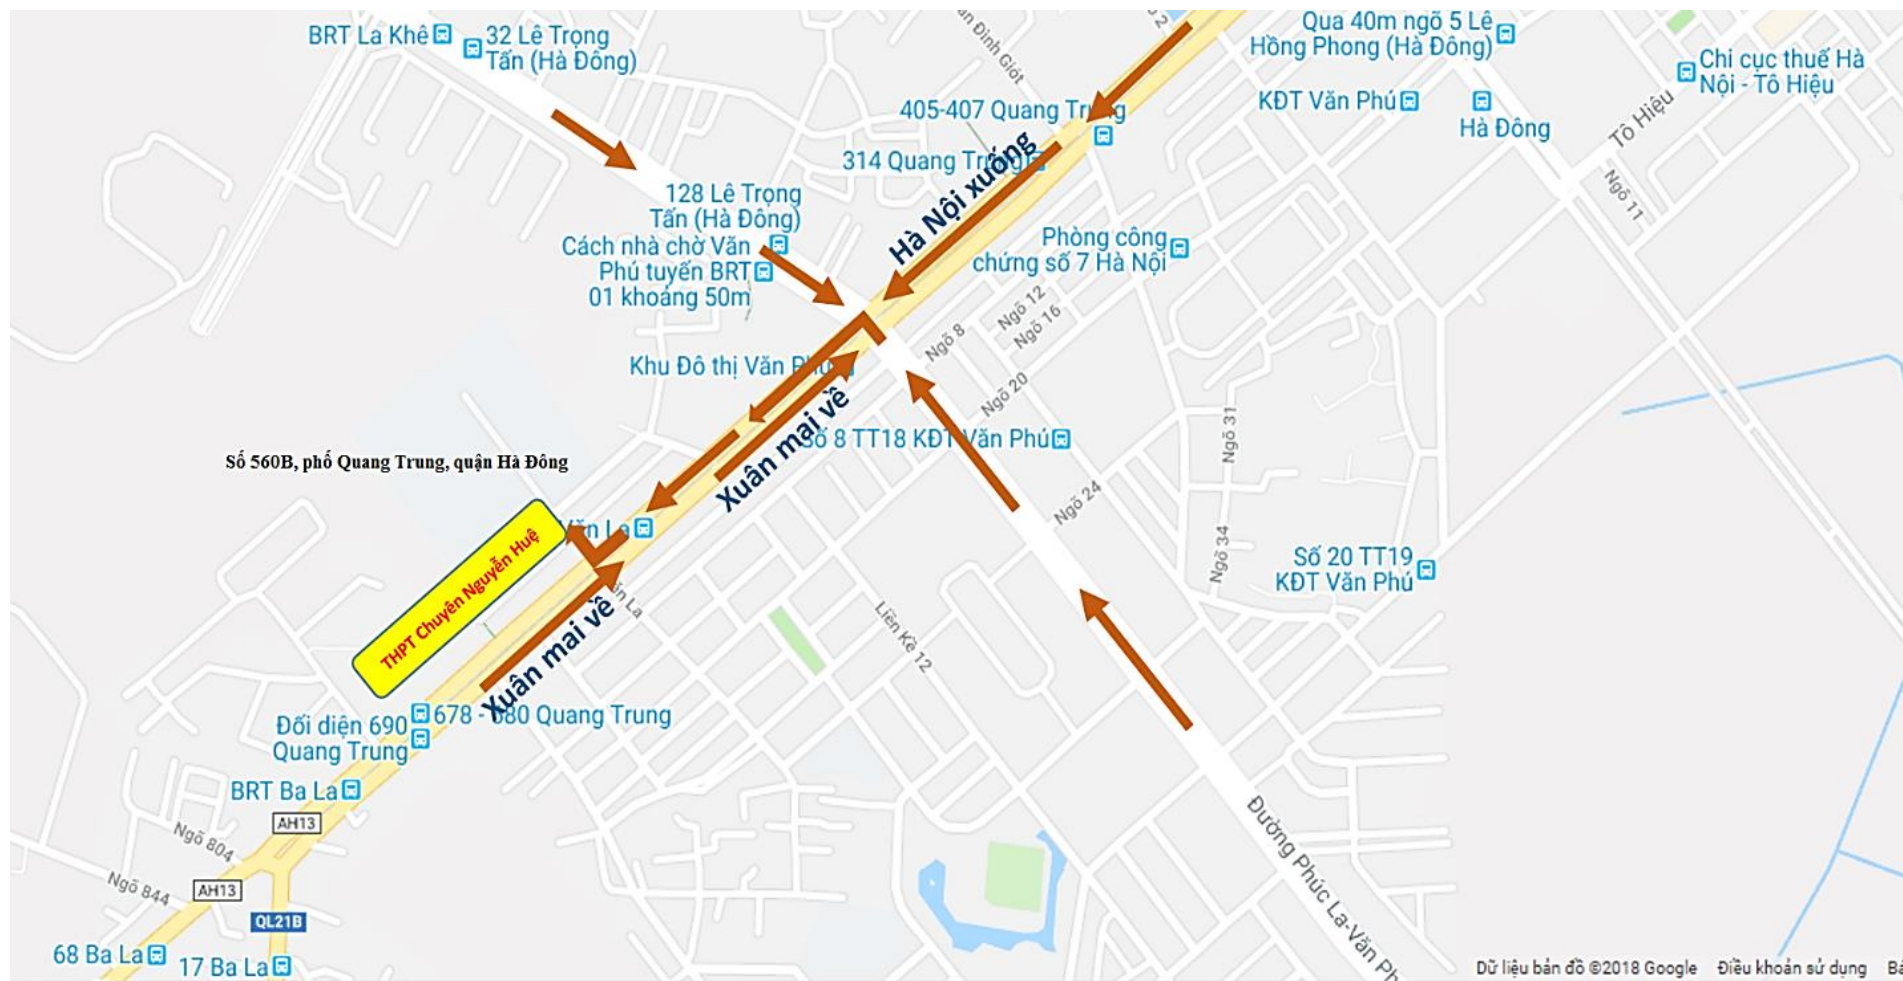 BRT La Khê
32 Lê Trọng
Tấn (Hà Đông)
Đình Giót
Qua 40m ngõ 5 Lê
Hồng Phong (Hà Đông)
Chi cục thuế Hà
Nội - Tô Hiệu
KĐT Văn Phú
Hà Đông
Tô Hiệu
Ngõ 11
405-407 Quang Trung
314 Quang Trung
Hà Nội xuống
128 Lê Trọng
Tấn (Hà Đông)
Cách nhà chờ Văn
Phú tuyến BRT
01 khoảng 50m
Phòng công
chứng số 7 Hà Nội
Ngõ 12
Ngõ 16
Ngõ 8
Ngõ 20
Khu Đô thị Văn Phú
Xuân mai về
Số 8 TT18 KĐT Văn Phú
Ngõ 31
Ngõ 24
Ngõ 34
Số 560B, phố Quang Trung, quận Hà Đông
Văn La
THPT Chuyên Nguyễn Huệ
Văn La
Xuân mai về
Số 20 TT19
KĐT Văn Phú
Liền Kề 12
678 - 680 Quang Trung
Đối diện 690
Quang Trung
BRT Ba La
AH13
Ngõ 804
Ngõ 844
AH13
QL21B
68 Ba La
17 Ba La
Đường Phúc La-Văn Ph
Dữ liệu bản đồ ©2018 Google Điều khoản sử dụng